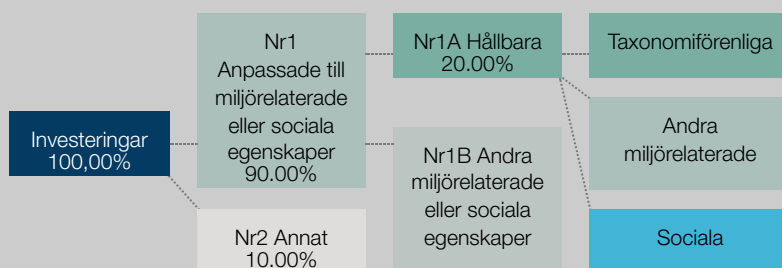 Investeringar
100,00%
Nr1
Anpassade till
miljörelaterade
eller sociala
egenskaper
90.00%
Nr2 Annat
10.00%
Nr1A Hållbara
20.00%
Nr1B Andra
miljörelaterade
eller sociala
egenskaper
Taxonomiförenliga
Andra
miljörelaterade
Sociala